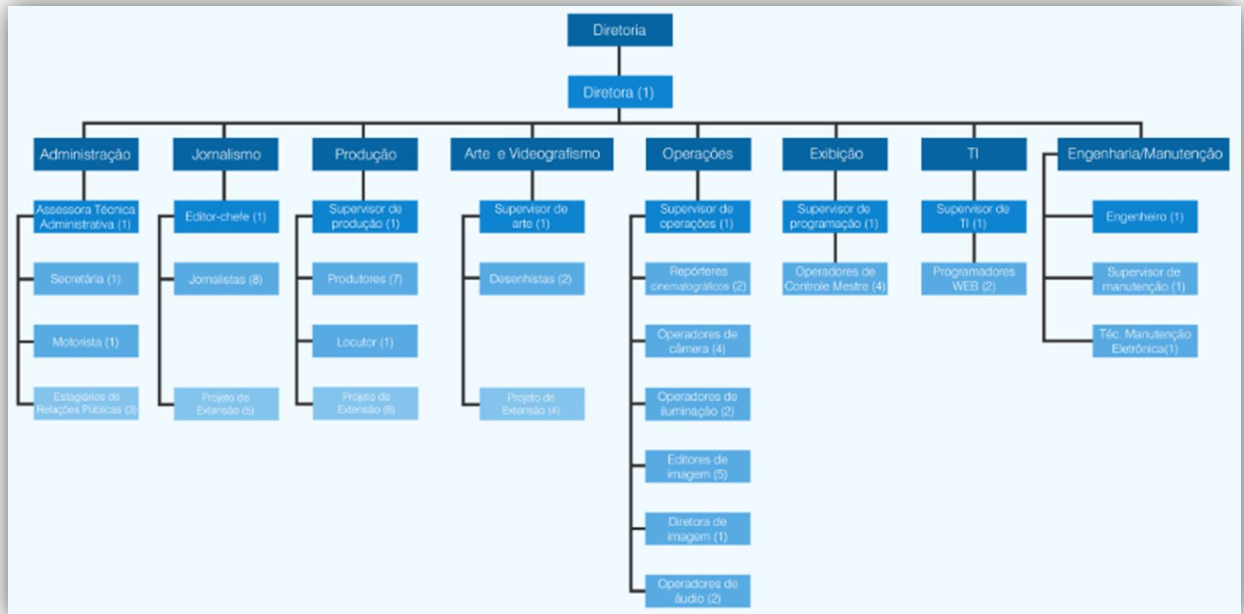 Diretoria
Diretora (1)
Administração
Jornalismo
Produção
Arte e Videografismo
Operações
Exibição
TI
Engenharia/Manutenção
Assessora Técnica
Administrativa (1)
Editor-chefe (1)
Supervisor de
produção (1)
Supervisor de
arte (1)
Supervisor de
operações (1)
Supervisor de
programação (1)
Supervisor de
TI (1)
Engenheiro (1)
Secretária (1)
Jornalistas (8)
Produtores (7)
Desenhistas (2)
Repórteres
cinematográficos (2)
Operadores de
Controle Mestre (4)
Programadores
WEB (2)
Supervisor de
manutenção (1)
Motorista (1)
Locutor (1)
Operadores de
câmera (4)
Téc. Manutenção
Eletrônica(1)
Estagiários de
Relações Públicas (3)
Projeto de
Extensão
Projeto de
Extensão
Projeto de
Extensão (4)
Operadores de
iluminação (2)
Editores de
imagem (5)
Diretora de
imagem (1)
Operadores de
áudio (2)